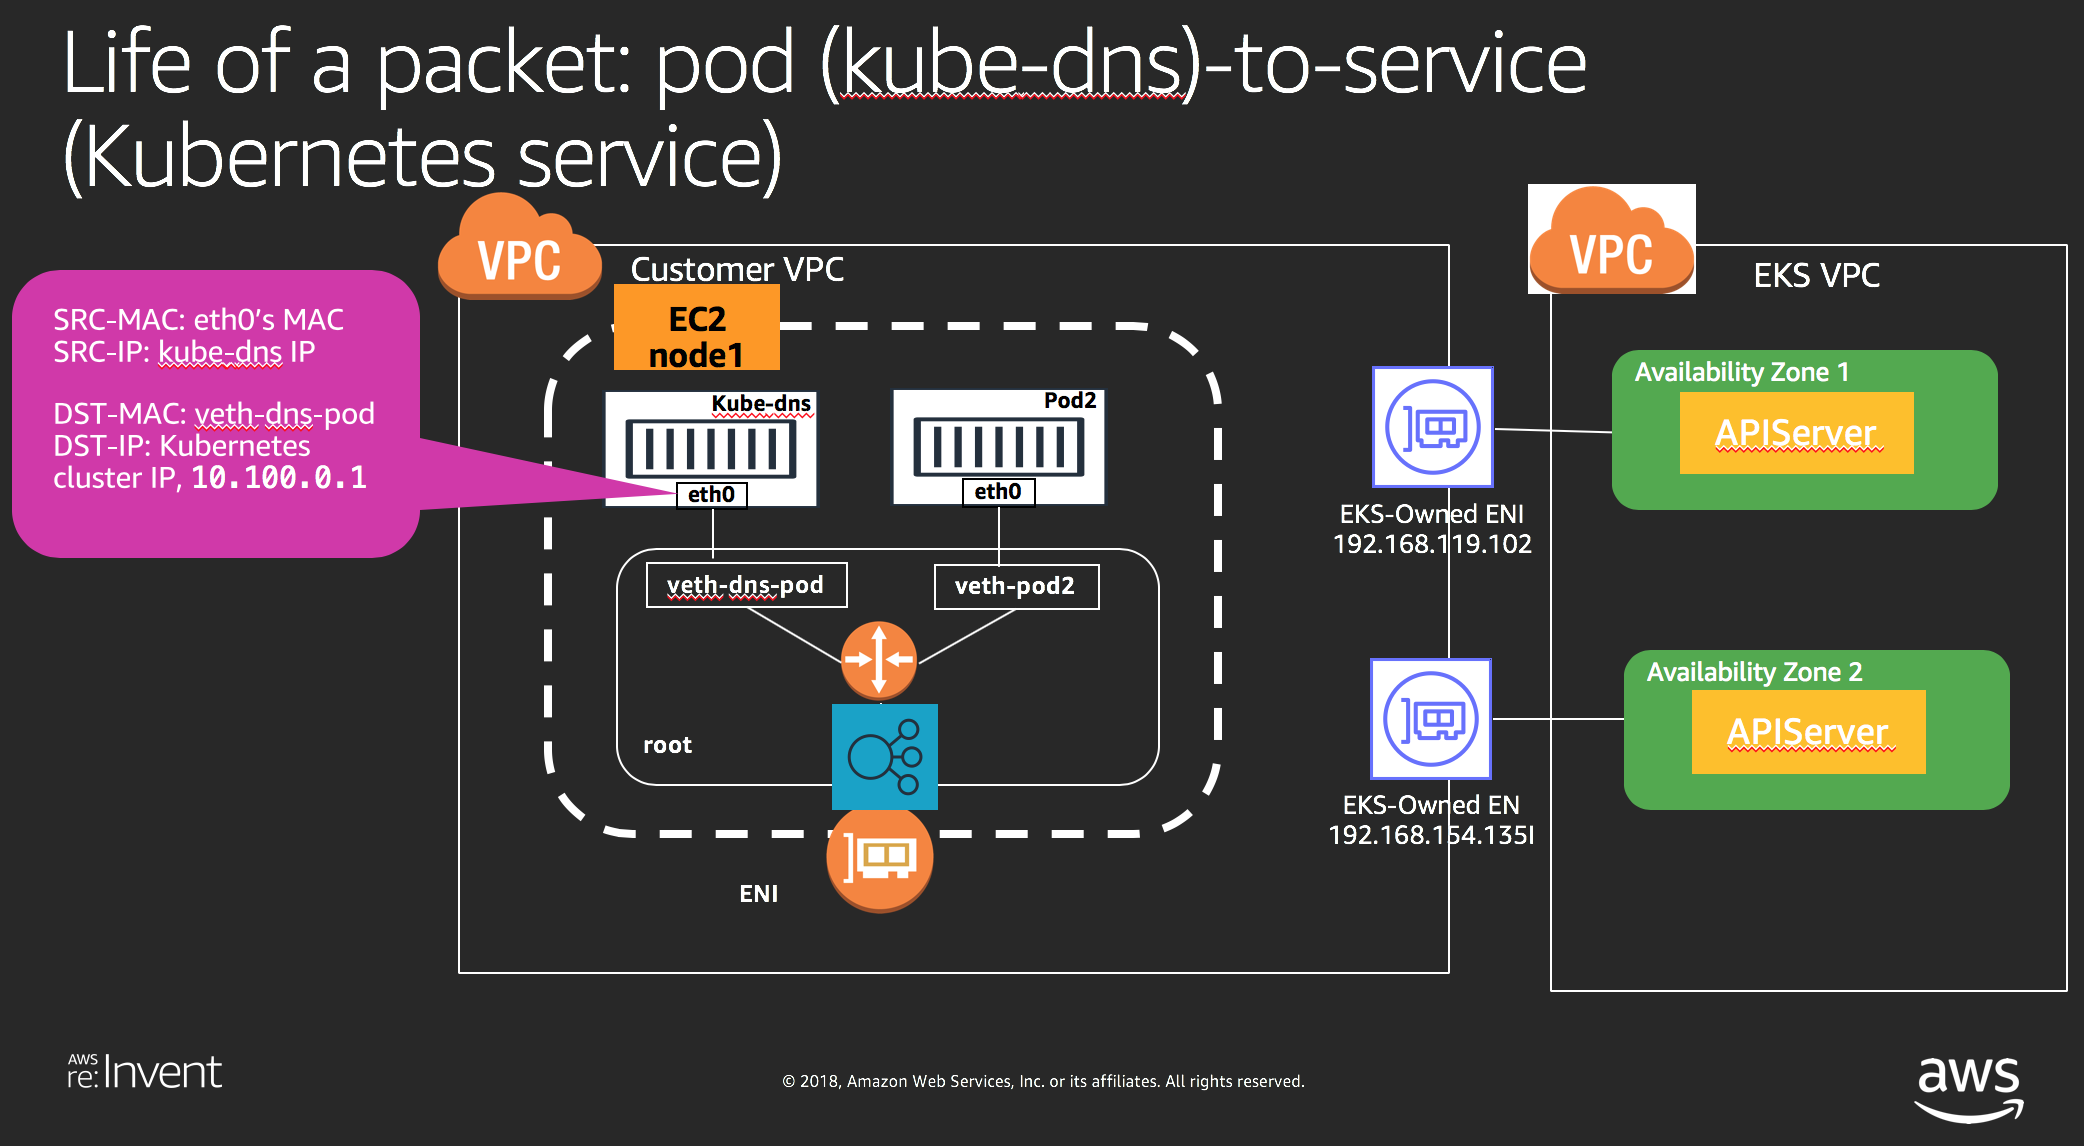 Life of a packet: pod (kube-dns)-to-service
(Kubernetes service)
VPC
Customer VPC
VPC
EKS VPC
SRC-MAC: eth0’s MAC
SRC-IP: kube-dns IP
DST-MAC: veth-dns-pod
DST-IP: Kubernetes
cluster IP, 10.100.0.1
EC2
node1
Kube-dns
eth0
Pod2
eth0
veth-dns-pod
veth-pod2
root
ENI
EKS-Owned ENI
192.168.119.102
EKS-Owned EN
192.168.154.135I
Availability Zone 1
APIServer
Availability Zone 2
APIServer
AWS
re:Invent
© 2018, Amazon Web Services, Inc. or its affiliates. All rights reserved.
aws